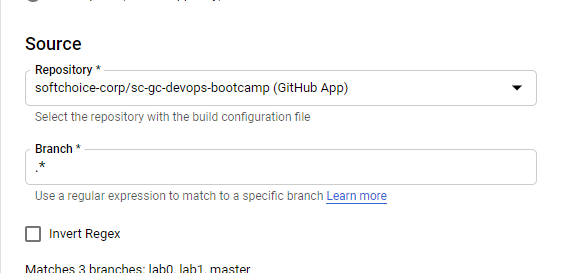 Source
Repository *
softchoice-corp/sc-gc-devops-bootcamp (GitHub App)
Select the repository with the build configuration file
Branch *
.*
Use a regular expression to match to a specific branch Learn more
Invert Regex
Matches 3 branches: lab0, lab1, master